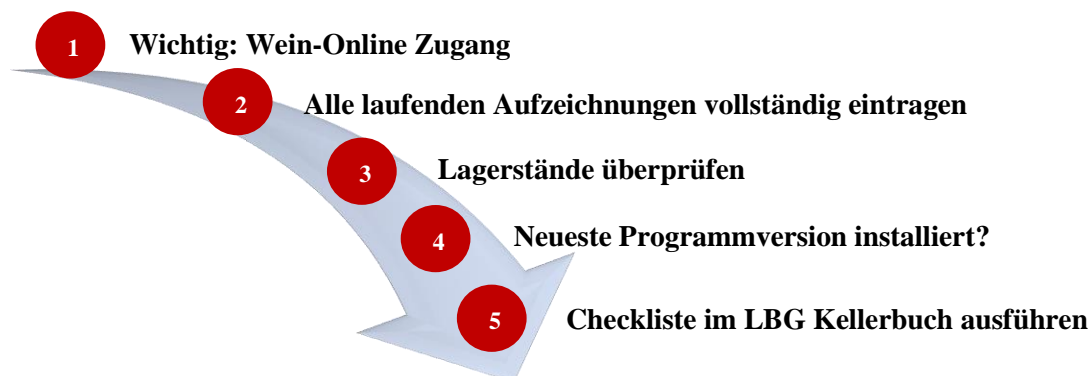 1 Wichtig: Wein-Online Zugang
2 Alle laufenden Aufzeichnungen vollständig eintragen
3 Lagerstände überprüfen
4 Neueste Programmversion installiert?
5 Checkliste im LBG Kellerbuch ausführen